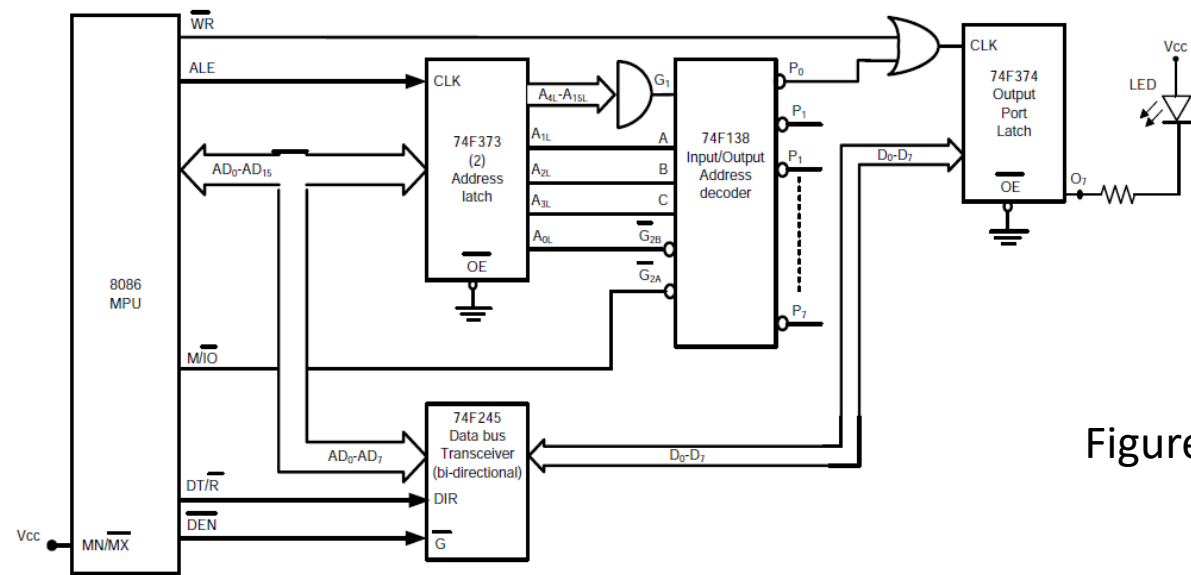 WR
ALE
AD0-AD15
8086
MPU
M/IO
DT/R
DEN
Vcc
MN/MX
CLK
74F373
(2)
Address
latch
OE
A4L-A15L
A1L
A2L
A3L
A0L
G1
A
B
C
G2B
G2A
74F138
Input/Output
Address
decoder
P0
P1
P1
P7
CLK
74F374
Output
Port
Latch
OE
O7
Vcc
LED
D0-D7
AD0-AD7
74F245
Data bus
Transceiver
(bi-directional)
DIR
G
D0-D7
Figure